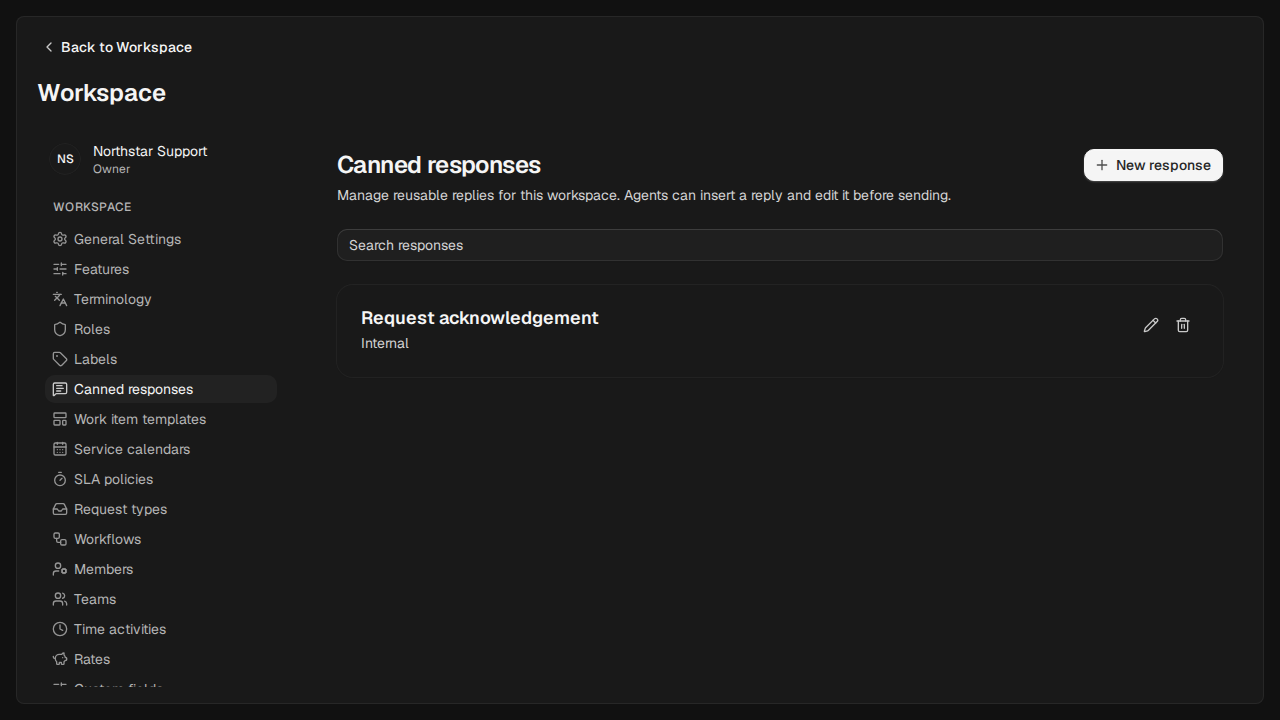 Back to Workspace
Workspace
NS
Northstar Support
Owner
WORKSPACE
General Settings
Features
Terminology
Roles
Labels
Canned responses
Work item templates
Service calendars
SLA policies
Request types
Workflows
Members
Teams
Time activities
Rates
Custom fields
Canned responses
New response
Manage reusable replies for this workspace. Agents can insert a reply and edit it before sending.
Search responses
Request acknowledgement
Internal